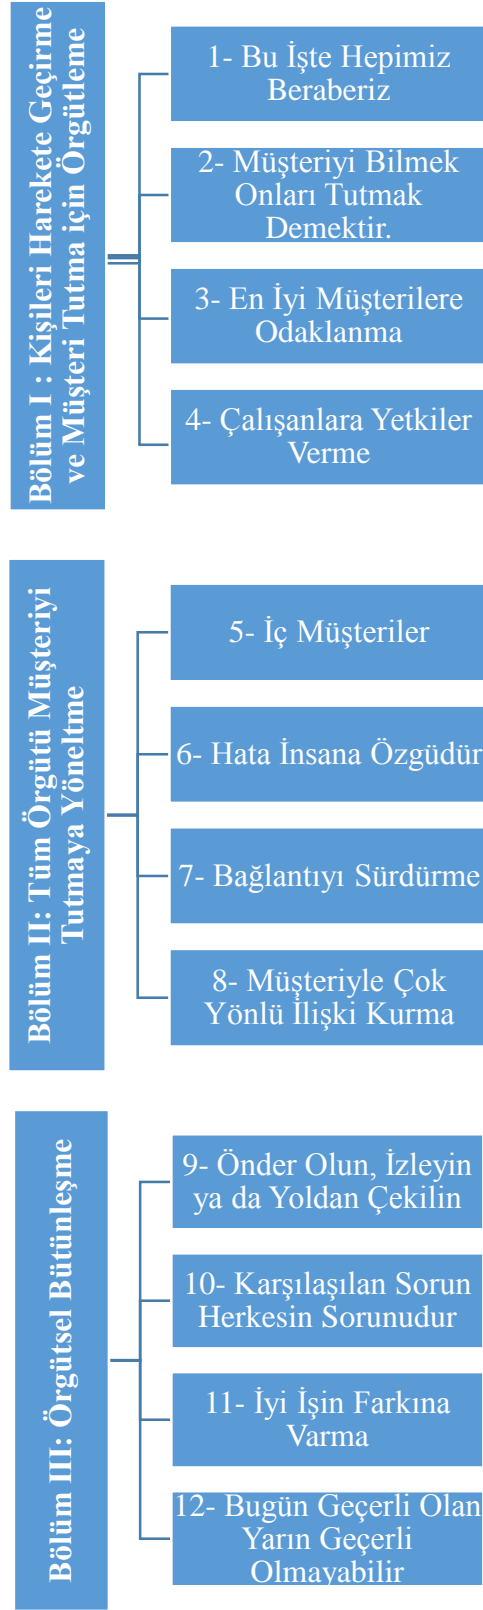 Bölüm I : Kişileri Harekete Geçirme
ve Müşteri Tutma için Örgütleme
1- Bu İşte Hepimiz
Beraberiz
2- Müşteriyi Bilmek
Onları Tutmak
Demektir.
3- En İyi Müşterilere
Odaklanma
4- Çalışanlara Yetkiler
Verme
Bölüm II: Tüm Örgütü Müşteriyi
Tutmaya Yöneltme
5- İç Müşteriler
6- Hata İnsana Özgüdür
7- Bağlantıyı Sürdürme
8- Müşteriyle Çok
Yönlü İlişki Kurma
Bölüm III: Örgütsel Bütünleşme
9- Önder Olun, İzleyin
ya da Yoldan Çekilin
10- Karşılaşılan Sorun
Herkesin Sorunudur
11- İyi İşin Farkına
Varma
12- Bugün Geçerli Olan
Yarın Geçerli
Olmayabilir